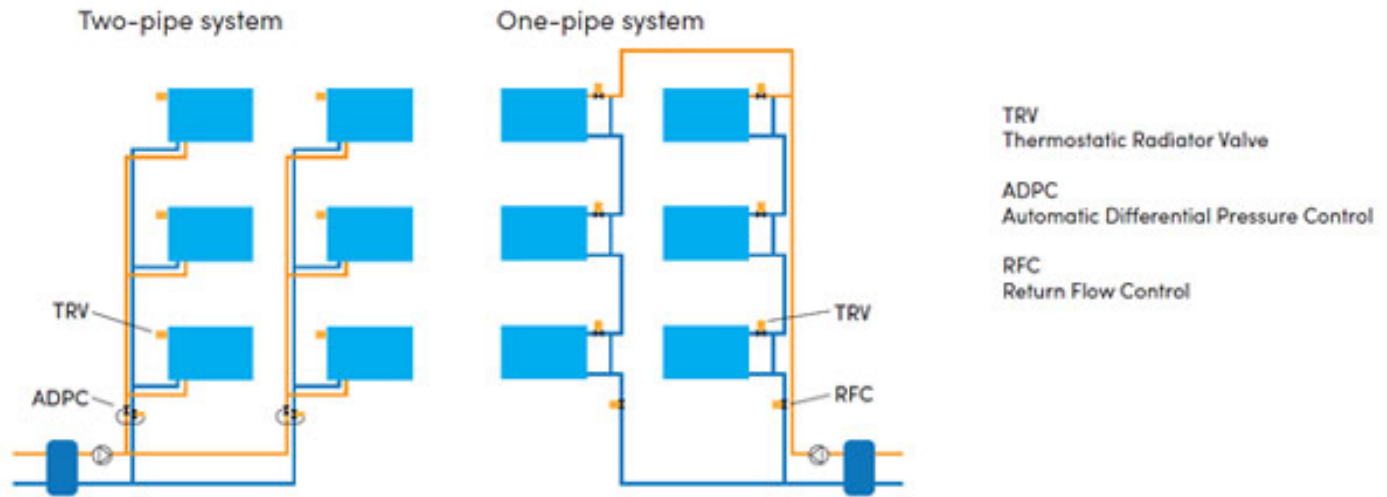 Two-pipe system
One-pipe system
TRV
Thermostatic Radiator Valve
ADPC
Automatic Differential Pressure Control
RFC
Return Flow Control
TRV
ADPC
TRV
RFC